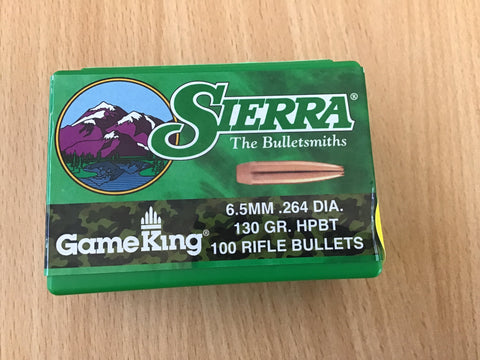 SIERRA®
The Bulletsmiths
GameKing®
6.5MM .264 DIA.
130 GR. HPBT
100 RIFLE BULLETS